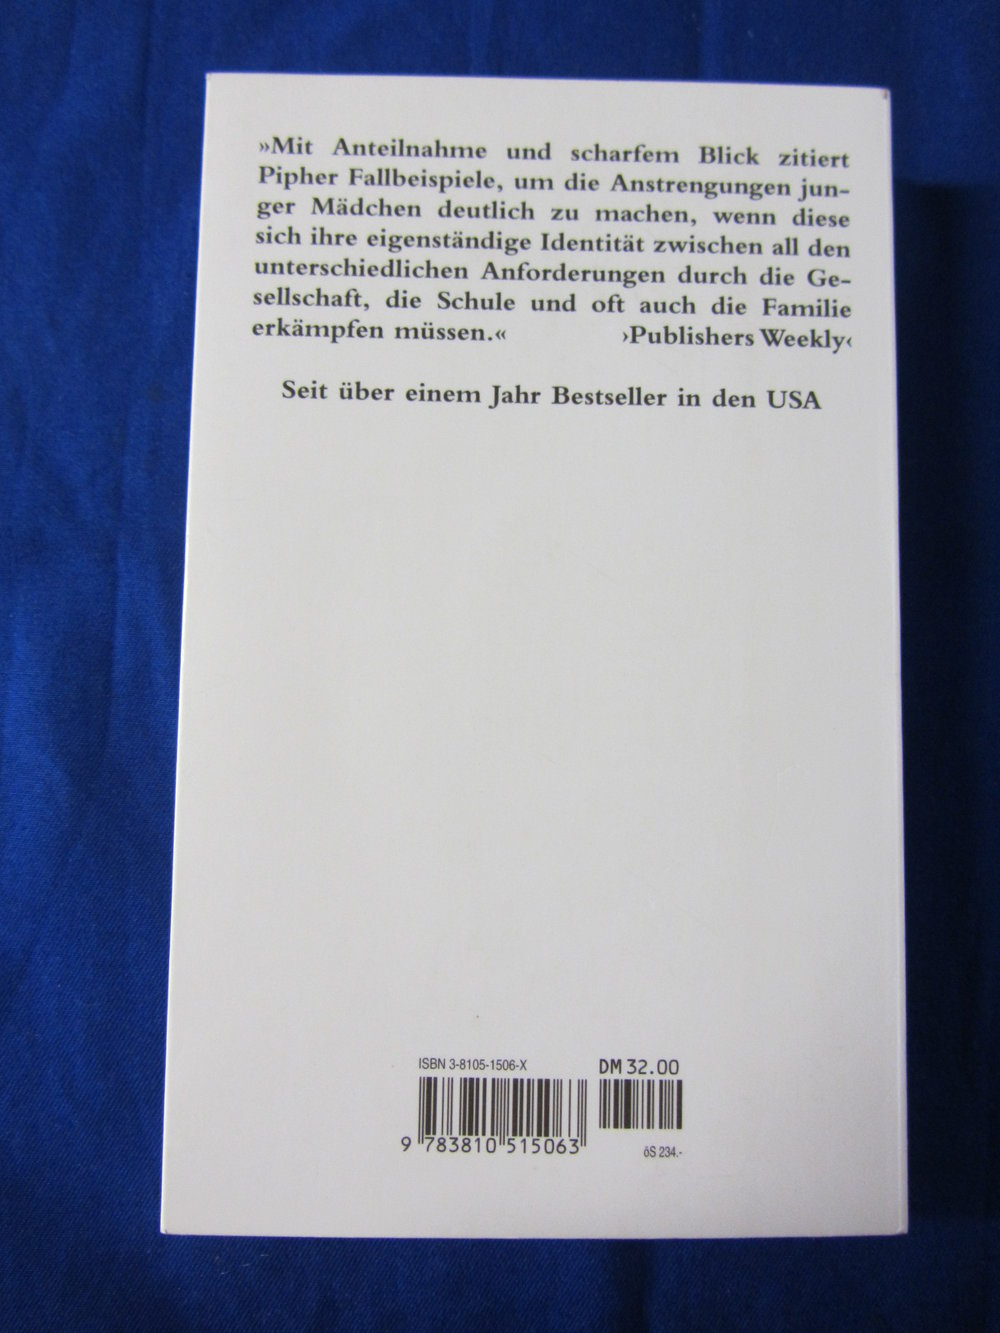 »Mit Anteilnahme und scharfem Blick zitiert
Pipher Fallbeispiele, um die Anstrengungen jun-
ger Mädchen deutlich zu machen, wenn diese
sich ihre eigenständige Identität zwischen all den
unterschiedlichen Anforderungen durch die Ge-
sellschaft, die Schule und oft auch die Familie
erkämpfen müssen.« ›Publishers Weekly‹
Seit über einem Jahr Bestseller in den USA
ISBN 3-8105-1506-X
DM 32.00
9 783810 515063
öS 234.-